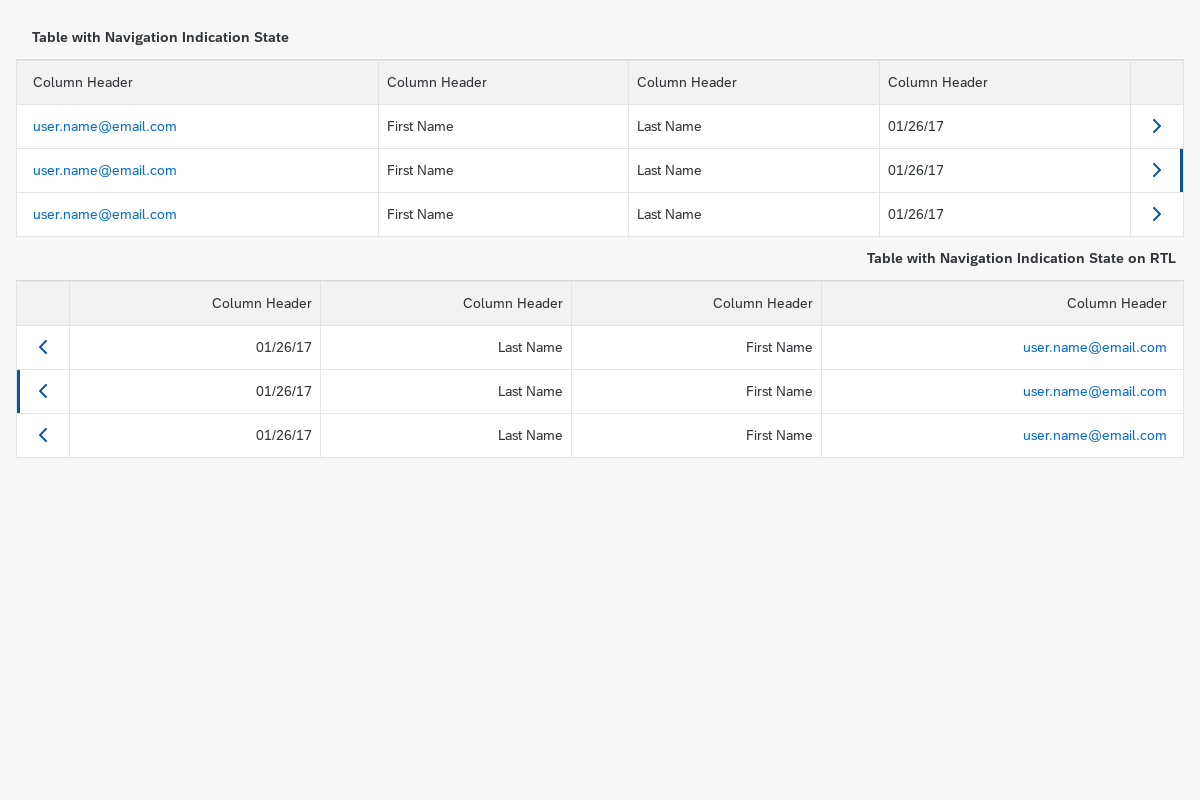 Table with Navigation Indication State
Column Header Column Header Column Header Column Header
user.name@email.com First Name Last Name 01/26/17
user.name@email.com First Name Last Name 01/26/17
user.name@email.com First Name Last Name 01/26/17
Table with Navigation Indication State on RTL
Column Header Column Header Column Header Column Header
01/26/17 Last Name First Name user.name@email.com
01/26/17 Last Name First Name user.name@email.com
01/26/17 Last Name First Name user.name@email.com